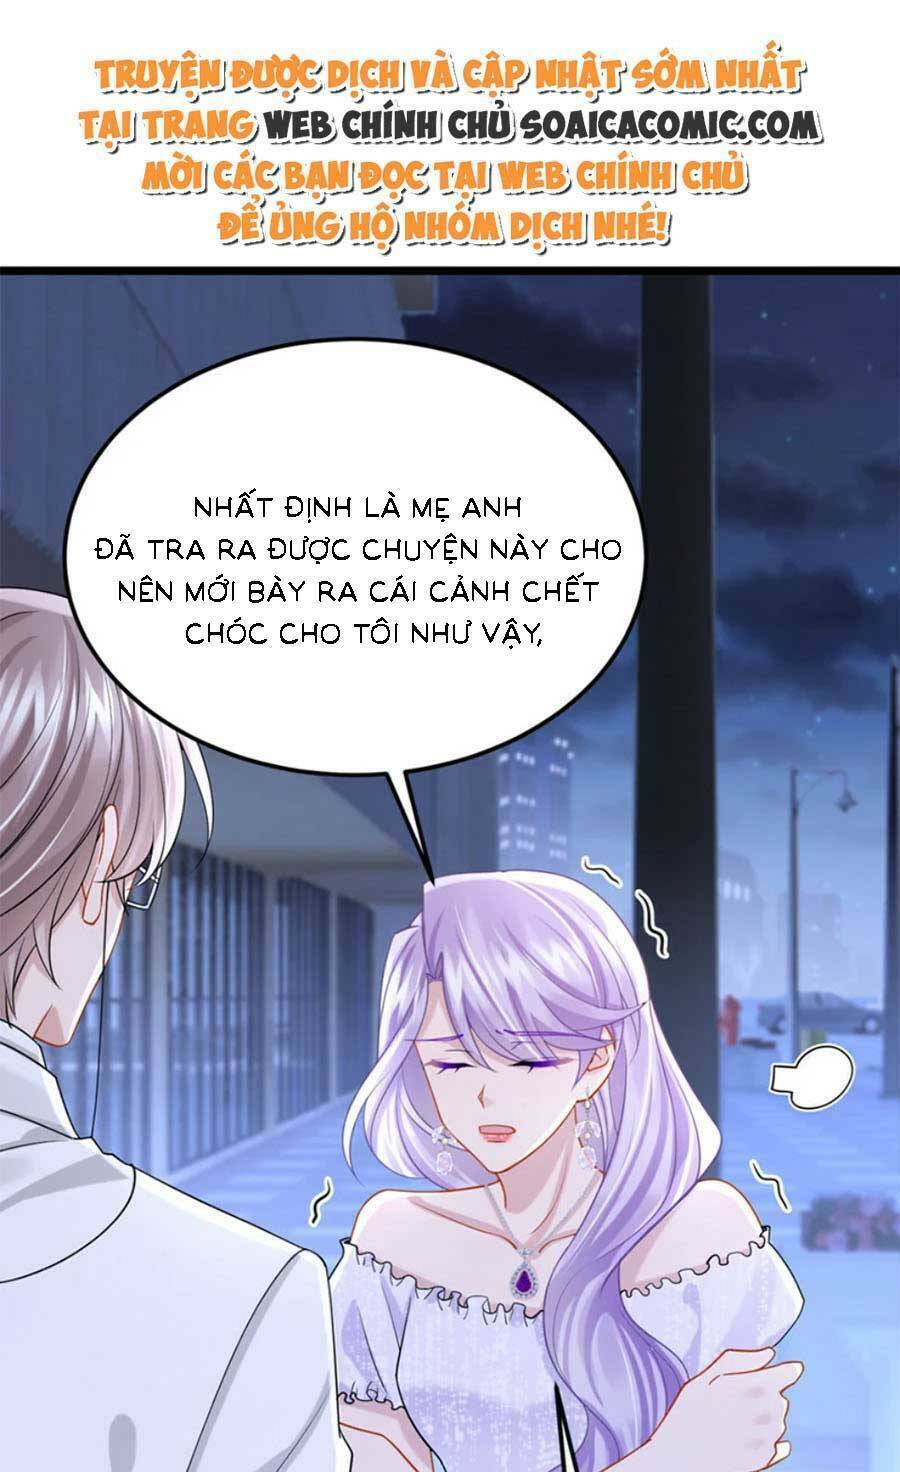 TRUYỆN ĐƯỢC DỊCH VÀ CẬP NHẬT SỚM NHẤT
TẠI TRANG WEB CHÍNH CHỦ SOAICACOMIC.COM
MỜI CÁC BẠN ĐỌC TẠI WEB CHÍNH CHỦ
ĐỂ ỦNG HỘ NHÓM DỊCH NHÉ!
NHẤT ĐỊNH LÀ MẸ ANH
ĐÃ TRA RA ĐƯỢC CHUYỆN NÀY CHO
NÊN MỚI BÀY RA CÁI CẢNH CHẾT
CHÓC CHO TÔI NHƯ VẬY,